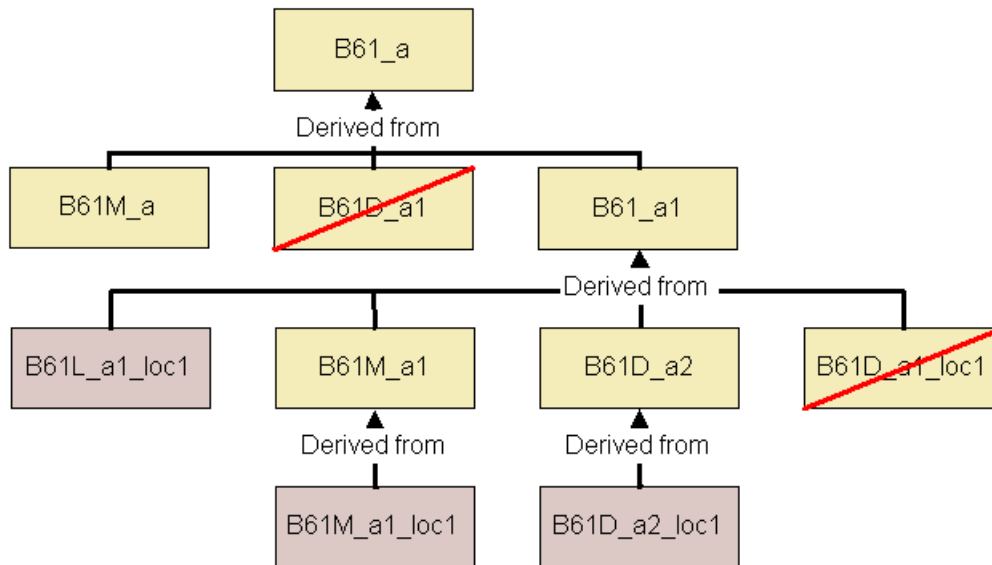 B61_a
Derived from
B61M_a
B61D_a1
B61_a1
Derived from
B61L_a1_loc1
B61M_a1
B61D_a2
B61D_a1_loc1
Derived from
Derived from
B61M_a1_loc1
B61D_a2_loc1